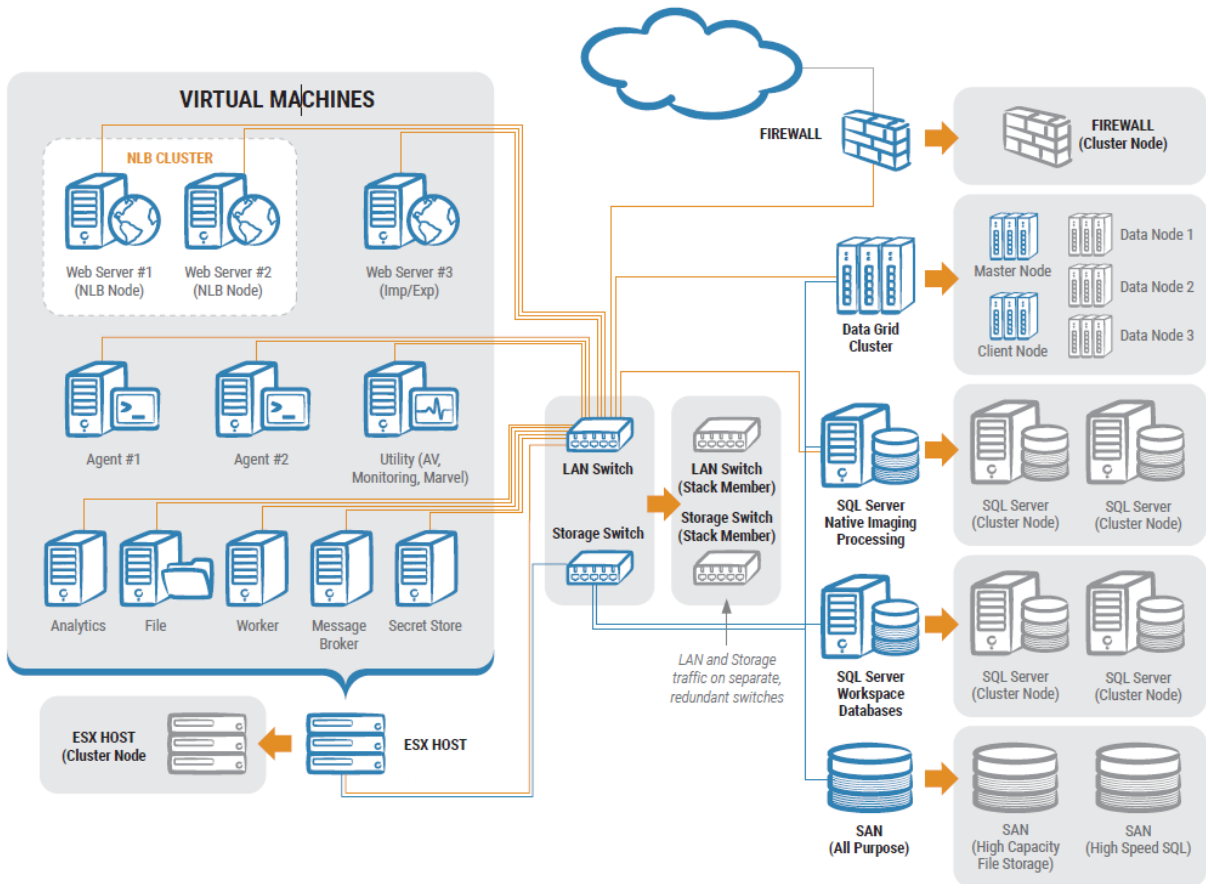 VIRTUAL MACHINES
NLB CLUSTER
Web Server #1
(NLB Node)
Web Server #2
(NLB Node)
Web Server #3
(Imp/Exp)
Agent #1
Agent #2
Utility (AV,
Monitoring, Marvel)
Analytics
File
Worker
Message
Broker
Secret Store
ESX HOST
(Cluster Node
ESX HOST
LAN Switch
Storage Switch
LAN Switch
(Stack Member)
Storage Switch
(Stack Member)
LAN and Storage
traffic on separate,
redundant switches
FIREWALL
FIREWALL
(Cluster Node)
Data Grid
Cluster
Master Node
Client Node
Data Node 1
Data Node 2
Data Node 3
SQL Server
Native Imaging
Processing
SQL Server
(Cluster Node)
SQL Server
(Cluster Node)
SQL Server
Workspace
Databases
SQL Server
(Cluster Node)
SQL Server
(Cluster Node)
SAN
(All Purpose)
SAN
(High Capacity
File Storage)
SAN
(High Speed SQL)